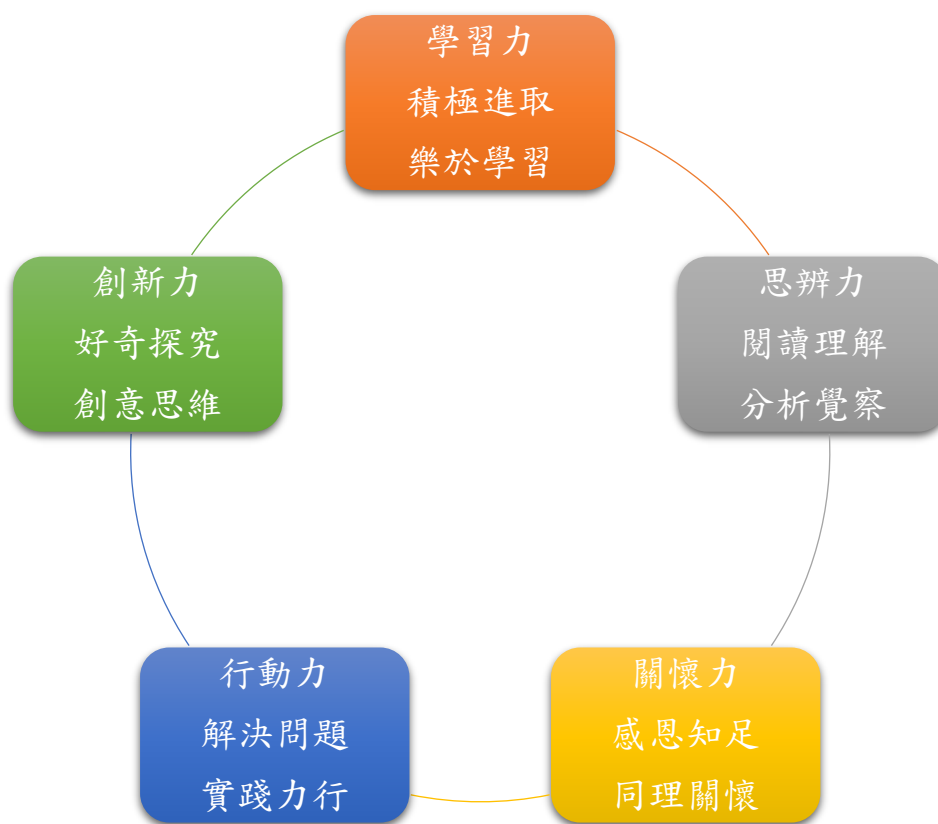 學習力
積極進取
樂於學習
創新力
好奇探究
創意思維
思辨力
閱讀理解
分析覺察
行動力
解決問題
實踐力行
關懷力
感恩知足
同理關懷